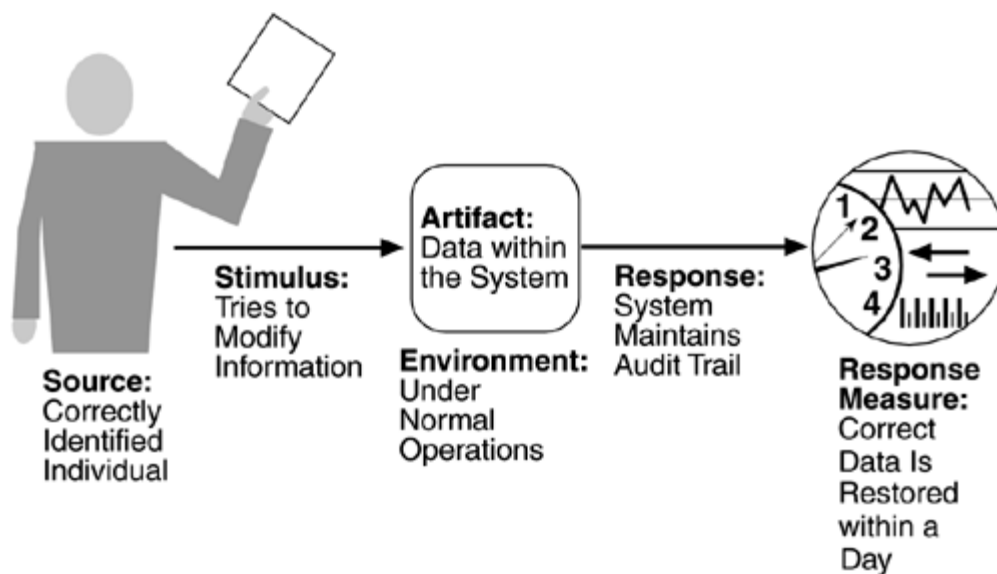 Source:
Correctly
Identified
Individual
Stimulus:
Tries to
Modify
Information
Artifact:
Data within
the System
Environment:
Under
Normal
Operations
Response:
System
Maintains
Audit Trail
1
2
3
4
Response
Measure:
Correct
Data Is
Restored
within a
Day